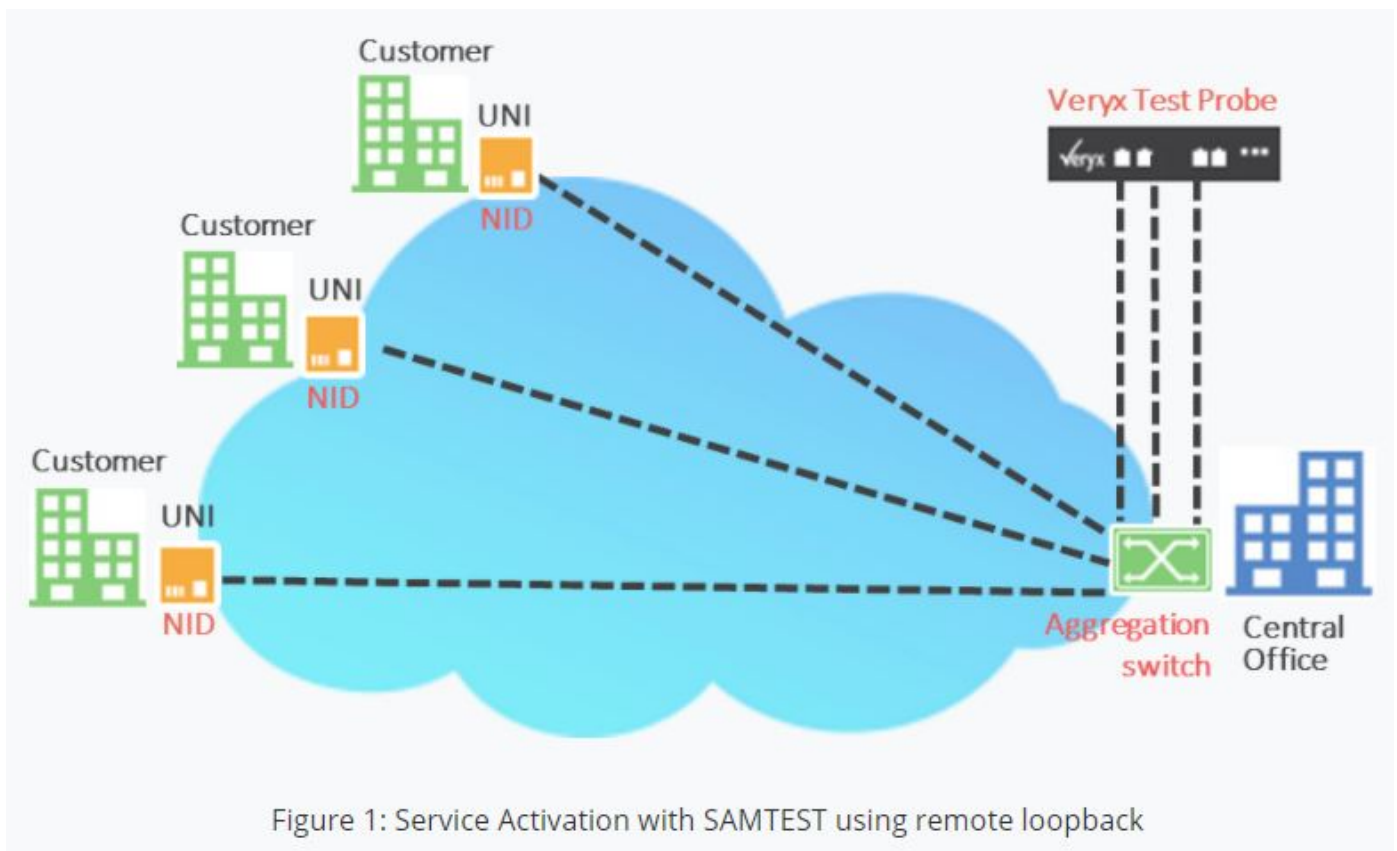 Customer
UNI
NID
Veryx Test Probe
Veryx
Customer
UNI
NID
Customer
UNI
NID
Aggregation
switch
Central
Office
Figure 1: Service Activation with SAMTEST using remote loopback